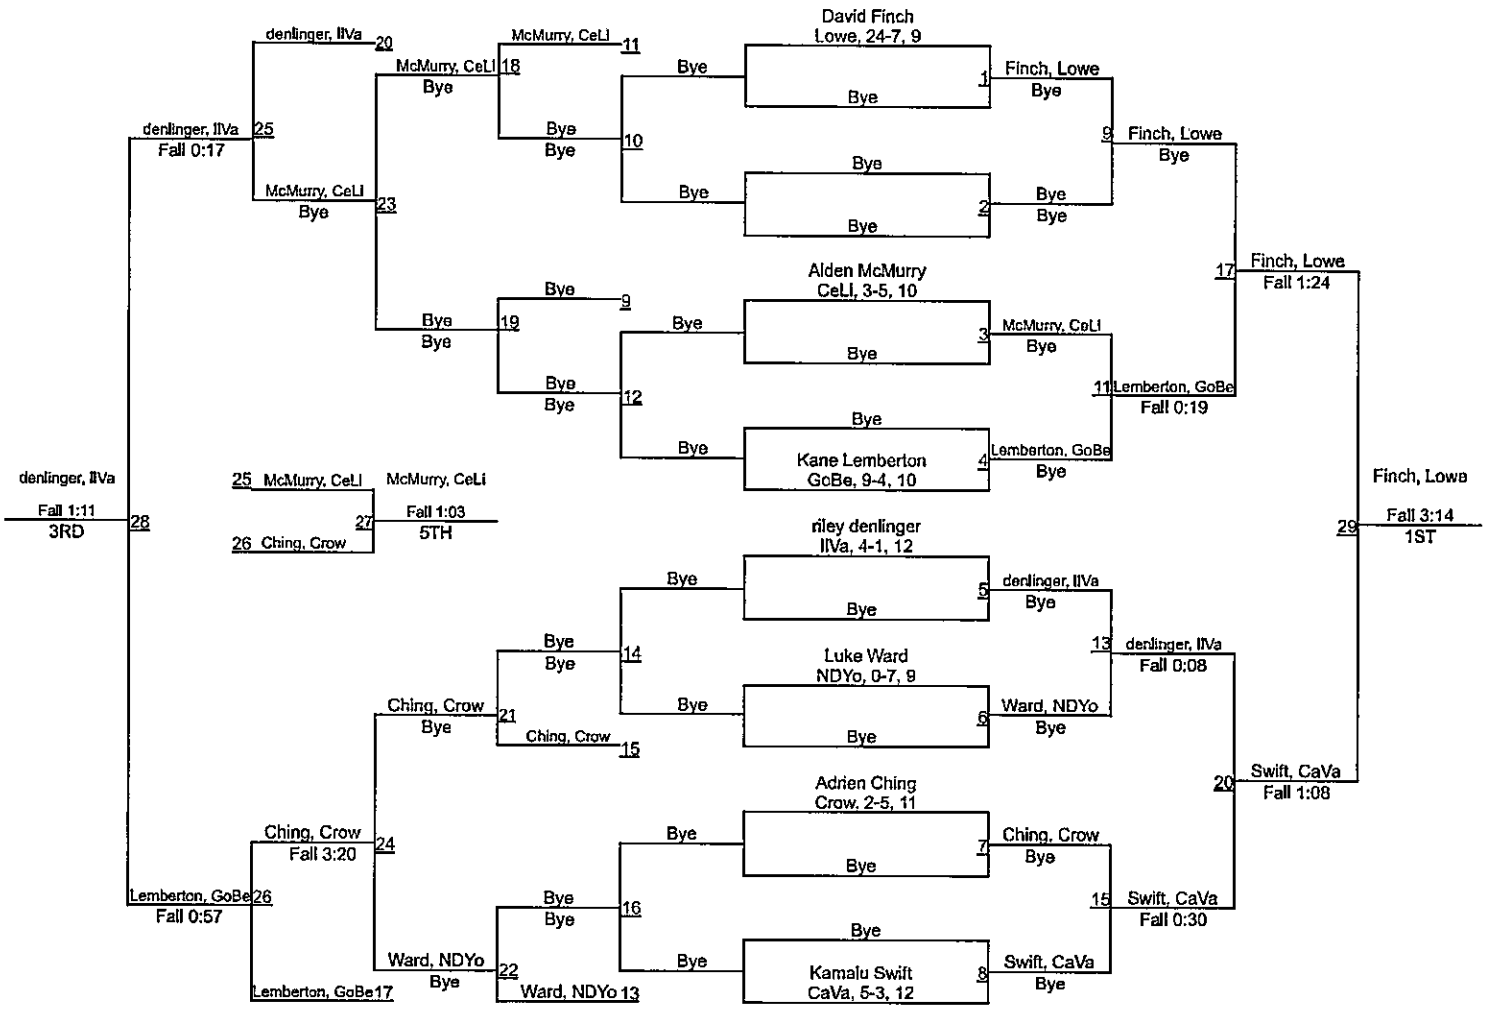 David Finch
Lowe, 24-7, 9
denlinger, IIVa
20
McMurry, CeLi
11
McMurry, CeLi
18
Bye
Bye
1
Finch, Lowe
Bye
Bye
denlinger, IIVa
25
Fall 0:17
Bye
10
Bye
9
Finch, Lowe
Bye
Bye
McMurry, CeLi
23
Bye
Bye
2
Bye
Bye
Bye
Alden McMurry
CeLi, 3-5, 10
17
Finch, Lowe
Fall 1:24
Bye
9
Bye
19
Bye
Bye
3
McMurry, CeLi
Bye
Bye
Bye
12
Bye
11
Lemberton, GoBe
Fall 0:19
Bye
Bye
Kane Lemberton
GoBe, 9-4, 10
4
Lemberton, GoBe
Bye
denlinger, IIVa
25
McMurry, CeLi
McMurry, CeLi
Finch, Lowe
Fall 1:11
28
3RD
27
Fall 1:03
5TH
26
Ching, Crow
riley denlinger
IIVa, 4-1, 12
29
Fall 3:14
1ST
Bye
5
denlinger, IIVa
Bye
Bye
Bye
14
Bye
13
denlinger, IIVa
Fall 0:08
Luke Ward
NDYo, 0-7, 9
Ching, Crow
21
Bye
Bye
6
Ward, NDYo
Bye
Bye
Ching, Crow
15
Adrien Ching
Crow, 2-5, 11
20
Swift, CaVa
Fall 1:08
Ching, Crow
24
Fall 3:20
Bye
7
Ching, Crow
Bye
Bye
Lemberton, GoBe
26
Fall 0:57
Bye
16
Bye
15
Swift, CaVa
Fall 0:30
Bye
Ward, NDYo
22
Bye
Bye
Kamalu Swift
CaVa, 5-3, 12
8
Swift, CaVa
Bye
Lemberton, GoBe
17
Ward, NDYo
13